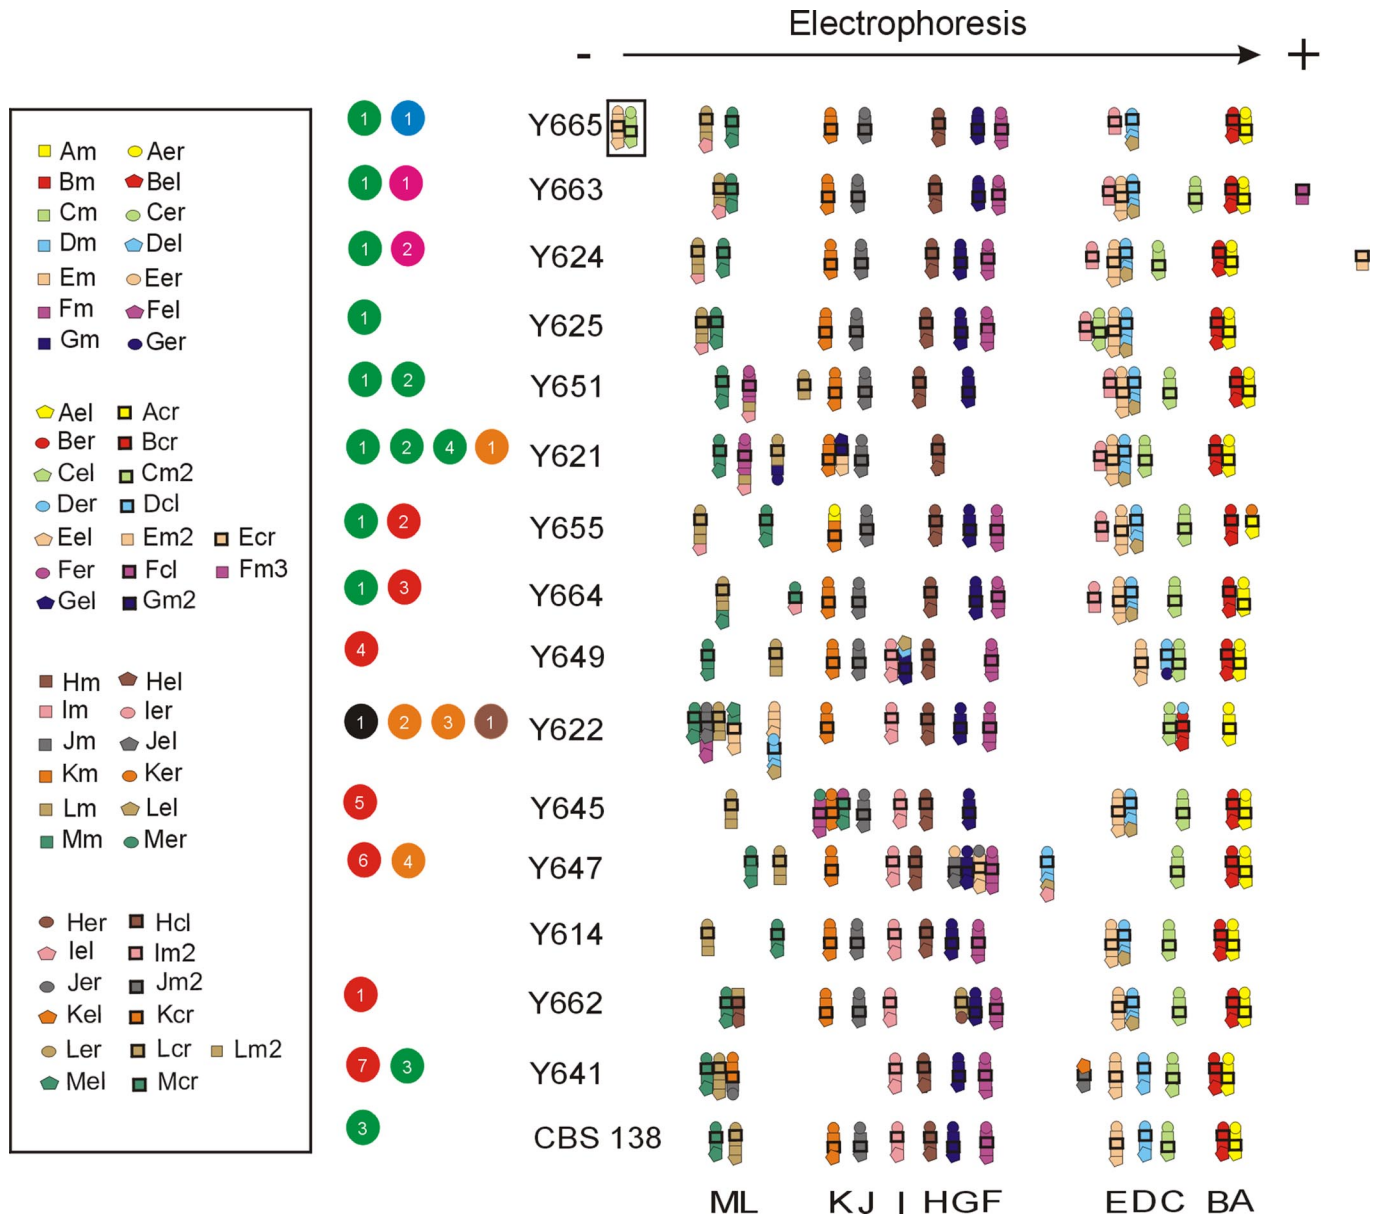 Electrophoresis
- +
Am Aer
Bm Bel
Cm Cer
Dm Del
Em Eer
Fm Fel
Gm Ger
Ael Acr
Ber Bcr
Cel Cm2
Der Dcl
Eel Em2 Ecr
Fer Fcl Fm3
Gel Gm2
Hm Hel
Im Ier
Jm Jel
Km Ker
Lm Lel
Mm Mer
Her Hcl
Iel Im2
Jer Jm2
Kel Kcr
Ler Lcr Lm2
Mel Mcr
1 1 Y665
1 1 Y663
1 2 Y624
1 Y625
1 2 Y651
1 2 4 1 Y621
1 2 Y655
1 3 Y664
4 Y649
1 2 3 1 Y622
5 Y645
6 4 Y647
Y614
1 Y662
7 3 Y641
3 CBS 138
ML KJ I HGF EDC BA